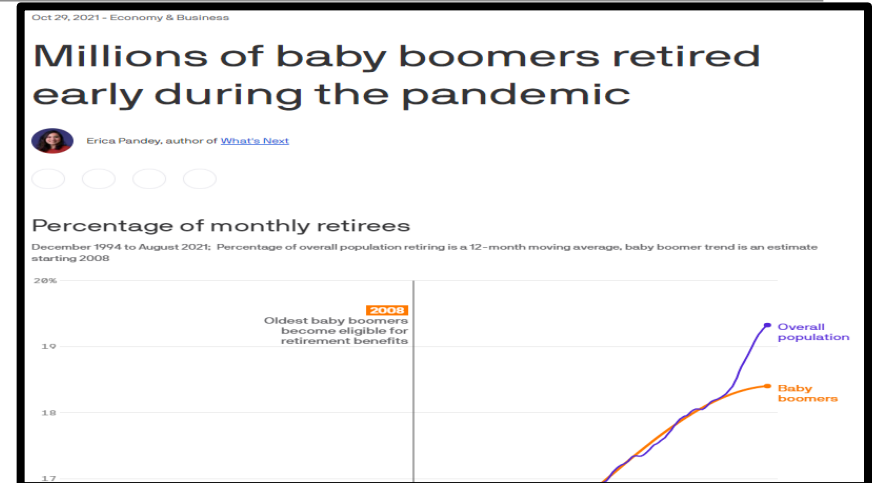 Oct 29, 2021 - Economy & Business
Millions of baby boomers retired
early during the pandemic
Erica Pandey, author of What's Next
Percentage of monthly retirees
December 1994 to August 2021; Percentage of overall population retiring is a 12-month moving average, baby boomer trend is an estimate
starting 2008
20%
2008
Oldest baby boomers
become eligible for
retirement benefits
Overall
population
19
Baby
boomers
18
17